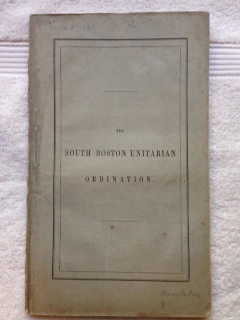 THE
SOUTH BOSTON UNITARIAN
ORDINATION.